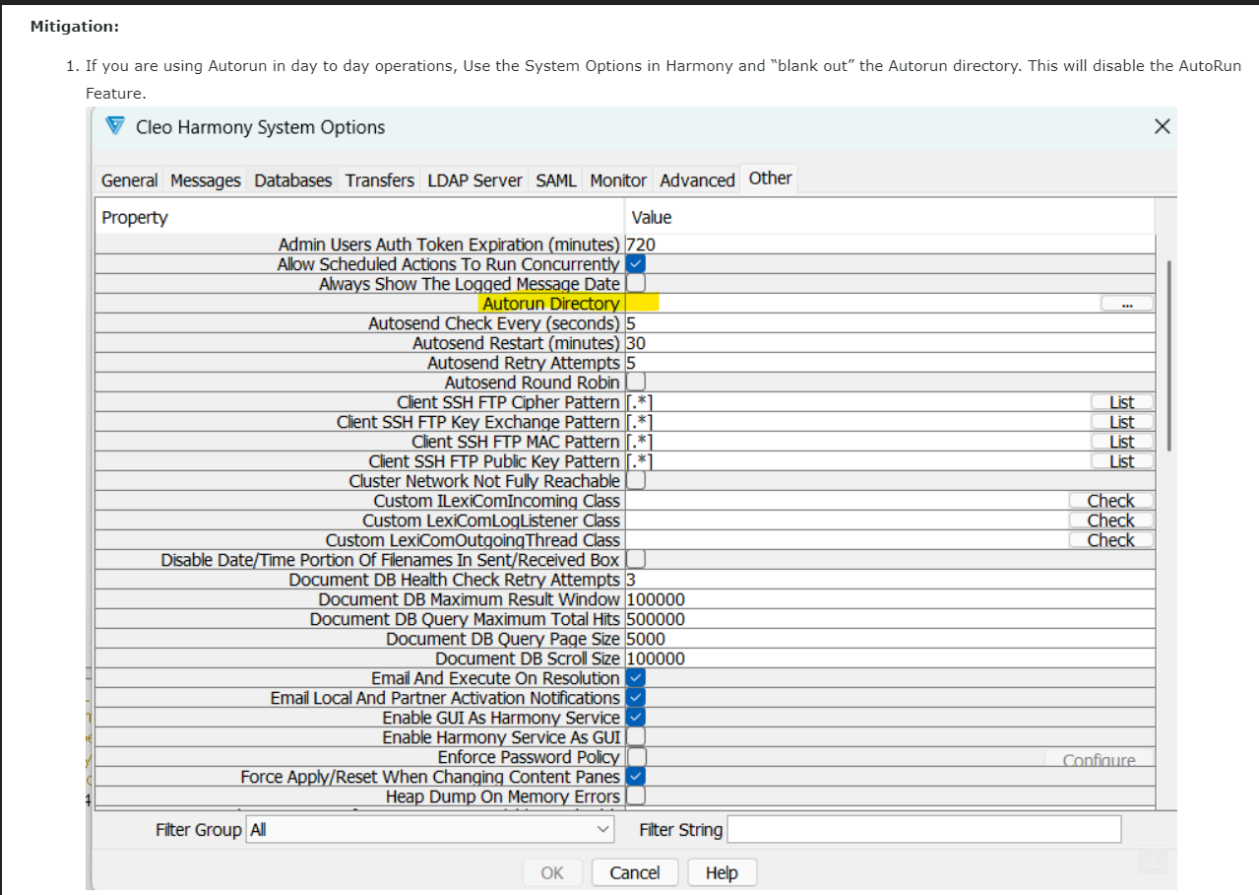 Mitigation:
1. If you are using Autorun in day to day operations, Use the System Options in Harmony and “blank out” the Autorun directory. This will disable the AutoRun
Feature.
Cleo Harmony System Options
General Messages Databases Transfers LDAP Server SAML Monitor Advanced Other
Property Value
Admin Users Auth Token Expiration (minutes) 720
Allow Scheduled Actions To Run Concurrently
Always Show The Logged Message Date
Autorun Directory ...
Autosend Check Every (seconds) 5
Autosend Restart (minutes) 30
Autosend Retry Attempts 5
Autosend Round Robin
Client SSH FTP Cipher Pattern [.*] List
Client SSH FTP Key Exchange Pattern [.*] List
Client SSH FTP MAC Pattern [.*] List
Client SSH FTP Public Key Pattern [.*] List
Cluster Network Not Fully Reachable
Custom ILexiComIncoming Class Check
Custom LexiComLogListener Class Check
Custom LexiComOutgoingThread Class Check
Disable Date/Time Portion Of Filenames In Sent/Received Box
Document DB Health Check Retry Attempts 3
Document DB Maximum Result Window 100000
Document DB Query Maximum Total Hits 500000
Document DB Query Page Size 5000
Document DB Scroll Size 100000
Email And Execute On Resolution
Email Local And Partner Activation Notifications
Enable GUI As Harmony Service
Enable Harmony Service As GUI
Enforce Password Policy Configure
Force Apply/Reset When Changing Content Panes
Heap Dump On Memory Errors
Filter Group All Filter String
OK Cancel Help